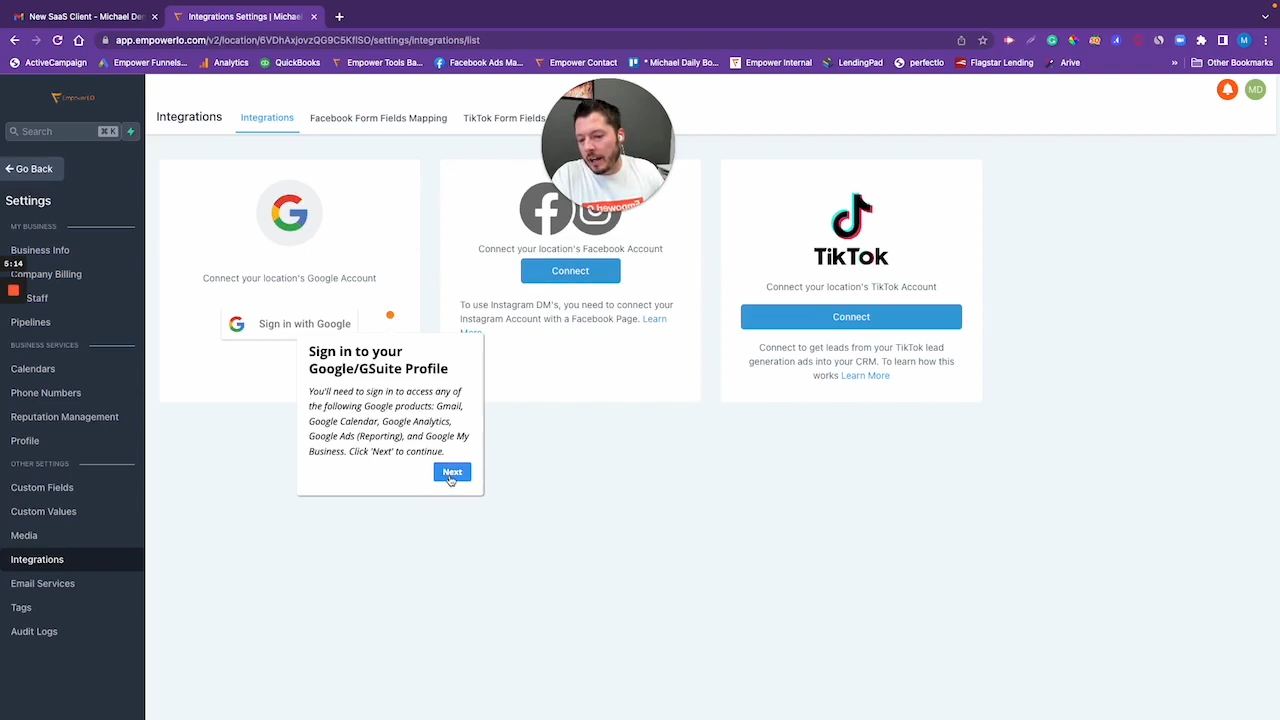 New SaaS Client - Michael De
Integrations Settings | Michael
app.empowerlo.com/v2/location/6VDhAxjovzQG9C5KflSO/settings/integrations/list
M
ActiveCampaign
Empower Funnels...
Analytics
QuickBooks
Empower Tools Ba...
Facebook Ads Ma...
Empower Contact
* Michael Daily Bo...
Empower Internal
LendingPad
perfectio
Flagstar Lending
Arive
»
Other Bookmarks
EmpowerLO
MD
Integrations
Integrations
Facebook Form Fields Mapping
TikTok Form Fields
Search
⌘ K
Go Back
Settings
MY BUSINESS
Business Info
5:14
Company Billing
Staff
Pipelines
BUSINESS SERVICES
Calendars
Phone Numbers
Reputation Management
Profile
OTHER SETTINGS
Custom Fields
Custom Values
Media
Integrations
Email Services
Tags
Audit Logs
Connect your location's Google Account
Sign in with Google
Sign in to your
Google/GSuite Profile
You'll need to sign in to access any
of the following Google products: Gmail,
Google Calendar, Google Analytics,
Google Ads (Reporting), and Google My
Business. Click 'Next' to continue.
Next
Connect your location's Facebook Account
Connect
To use Instagram DM's, you need to connect your
Instagram Account with a Facebook Page. Learn
More
TikTok
Connect your location's TikTok Account
Connect
Connect to get leads from your TikTok lead
generation ads into your CRM. To learn how this
works Learn More